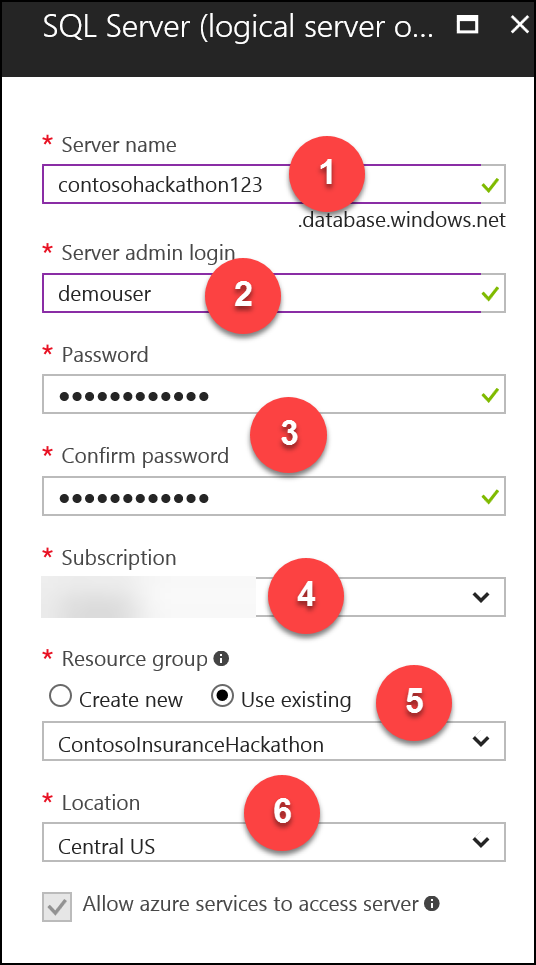 SQL Server (logical server o...
* Server name
1
contosohackathon123
.database.windows.net
* Server admin login
2
demouser
* Password
••••••••••••
3
* Confirm password
••••••••••••
* Subscription
4
* Resource group
Create new Use existing
5
ContosoInsuranceHackathon
* Location
6
Central US
Allow azure services to access server